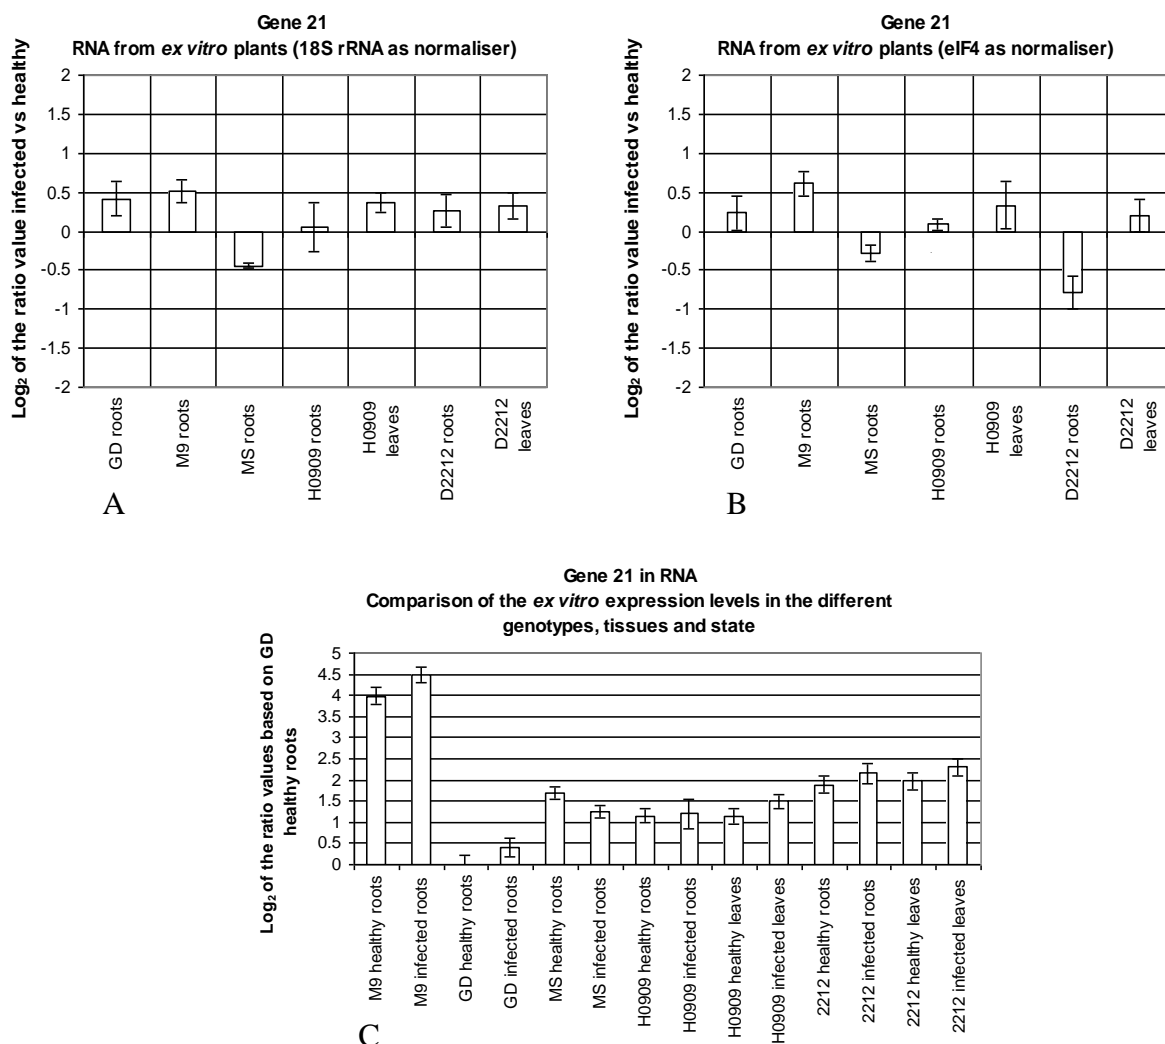 Gene 21
RNA from ex vitro plants (18S rRNA as normaliser)
Log2 of the ratio value infected vs healthy
2
1.5
1
0.5
0
-0.5
-1
-1.5
-2
GD roots
M9 roots
MS roots
H0909 roots
H0909
leaves
D2212 roots
D2212
leaves
A
Gene 21
RNA from ex vitro plants (eIF4 as normaliser)
Log2 of the ratio value infected vs healthy
2
1.5
1
0.5
0
-0.5
-1
-1.5
-2
GD roots
M9 roots
MS roots
H0909 roots
H0909
leaves
D2212 roots
D2212
leaves
B
Gene 21 in RNA
Comparison of the ex vitro expression levels in the different
genotypes, tissues and state
Log2 of the ratio values based on GD
healthy roots
5
4.5
4
3.5
3
2.5
2
1.5
1
0.5
0
M9 healthy roots
M9 infected roots
GD healthy roots
GD infected roots
MS healthy roots
MS infected roots
H0909 healthy roots
H0909 infected roots
H0909 healthy leaves
H0909 infected leaves
2212 healthy roots
2212 infected roots
2212 healthy leaves
2212 infected leaves
C